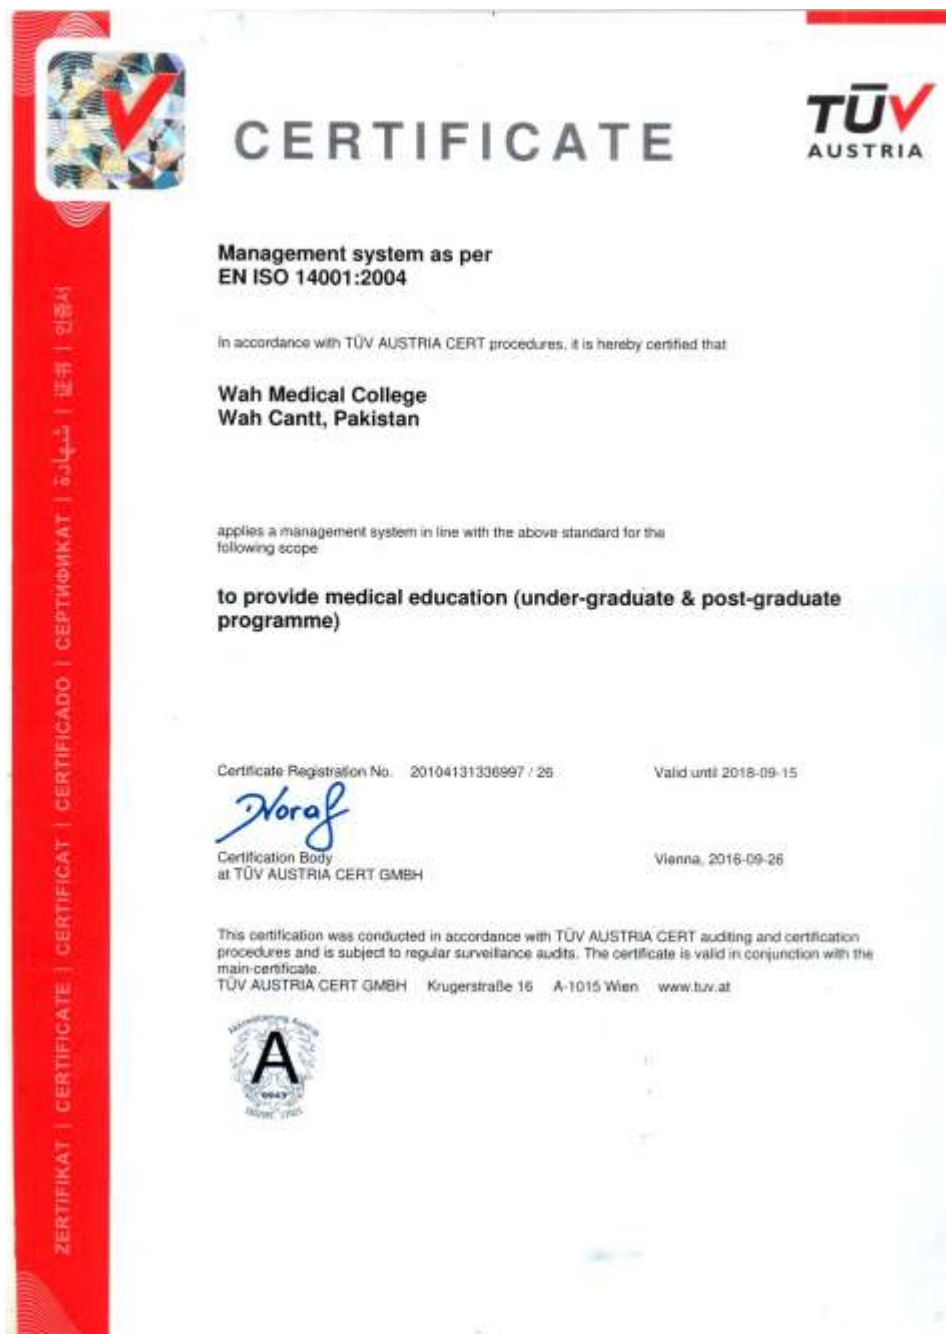 CERTIFICATE
TÜV
AUSTRIA
Management system as per
EN ISO 14001:2004
In accordance with TÜV AUSTRIA CERT procedures, it is hereby certified that
Wah Medical College
Wah Cantt, Pakistan
applies a management system in line with the above standard for the
following scope
to provide medical education (under-graduate & post-graduate
programme)
Certificate Registration No. 20104131336997 / 26
Valid until 2018-09-15
Certification Body
at TÜV AUSTRIA CERT GMBH
Vienna, 2016-09-26
This certification was conducted in accordance with TÜV AUSTRIA CERT auditing and certification
procedures and is subject to regular surveillance audits. The certificate is valid in conjunction with the
main-certificate.
TÜV AUSTRIA CERT GMBH Krugerstraße 16 A-1015 Wien www.tuv.at
Akkreditierung Austria
A
0943
ZERTIFIKAT | CERTIFICATE | CERTIFICAT | CERTIFICADO | СЕРТИФИКАТ | شهادة | 证书 | 인증서